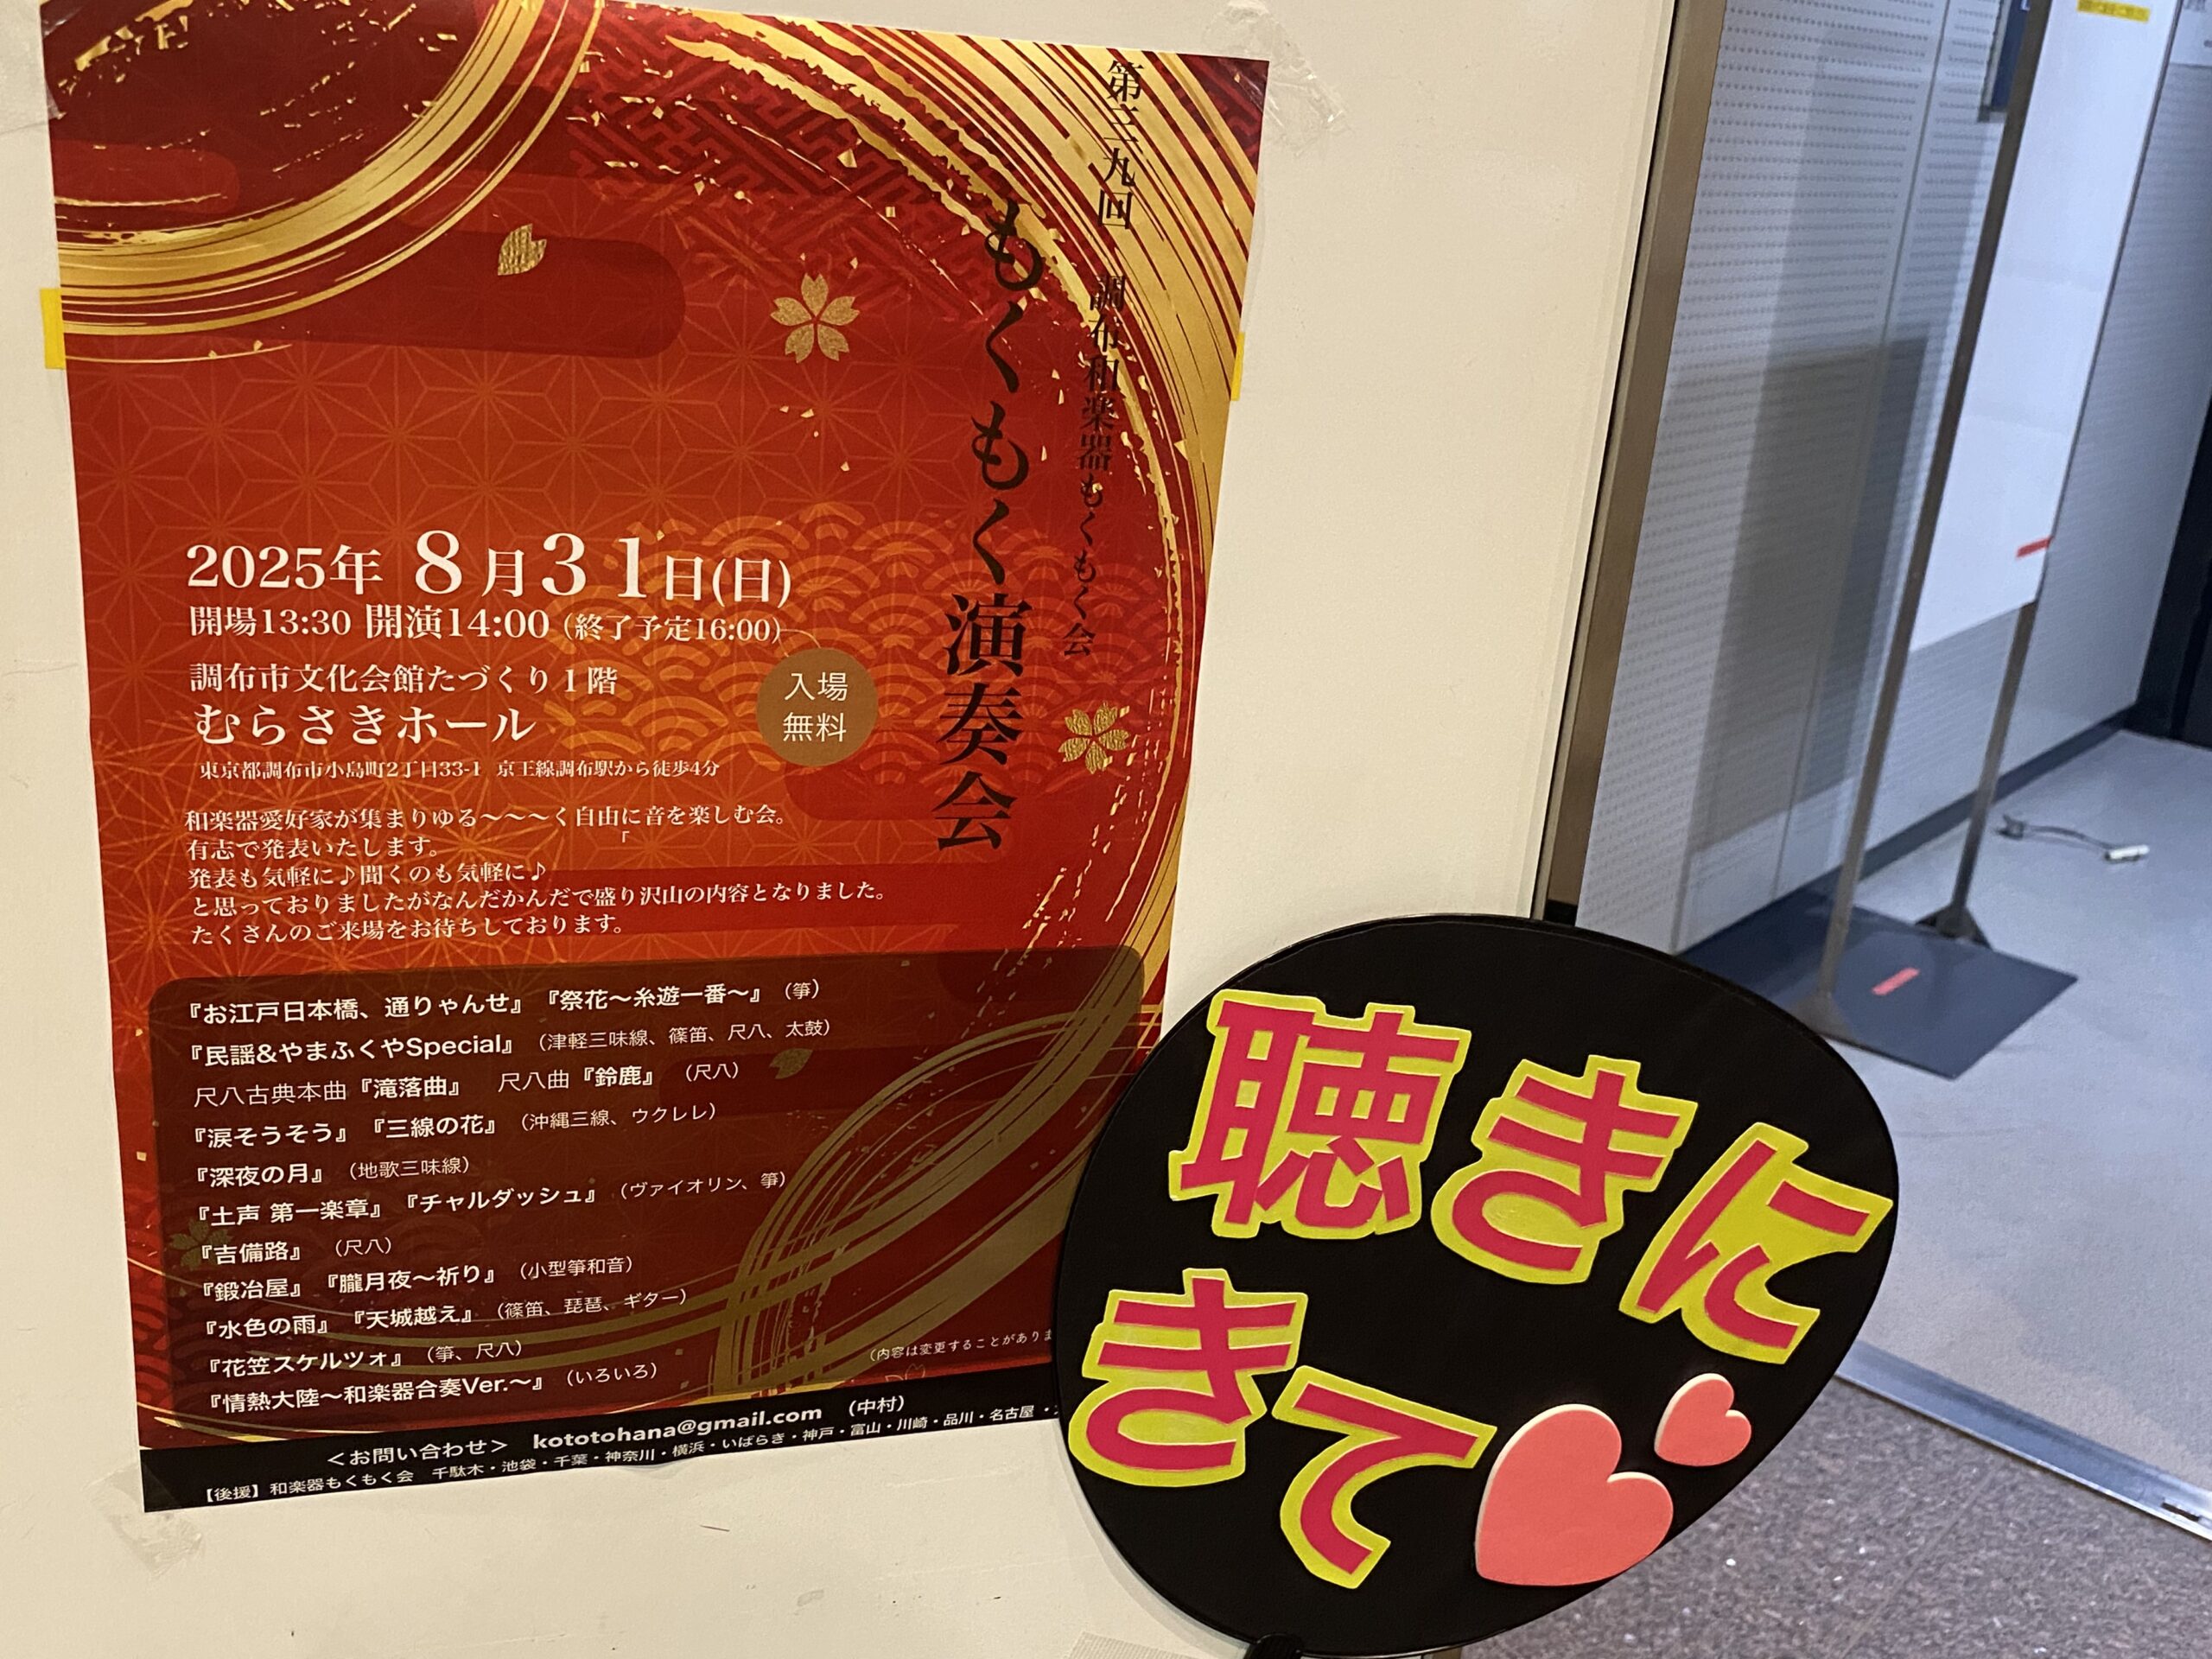 第三九回 調布和楽器もくもく会
もくもく演奏会
2025年 8月31日(日)
開場13:30 開演14:00（終了予定16:00）
調布市文化会館たづくり１階
むらさきホール
入場
無料
東京都調布市小島町2丁目33-1 京王線調布駅から徒歩4分
和楽器愛好家が集まりゆる～～～く自由に音を楽しむ会。
「
有志で発表いたします。
発表も気軽に♪聞くのも気軽に♪
と思っておりましたがなんだかんだで盛り沢山の内容となりました。
たくさんのご来場をお待ちしております。
『お江戸日本橋、通りゃんせ』『祭花～糸遊一番～』（箏）
『民謡&やまふくやSpecial』（津軽三味線、篠笛、尺八、太鼓）
尺八古典本曲『滝落曲』 尺八曲『鈴鹿』（尺八）
『涙そうそう』『三線の花』（沖縄三線、ウクレレ）
『深夜の月』（地歌三味線）
『土声 第一楽章』『チャルダッシュ』（ヴァイオリン、箏）
『吉備路』（尺八）
『鍛冶屋』『朧月夜～祈り』（小型箏和音）
『水色の雨』『天城越え』（篠笛、琵琶、ギター）
『花笠スケルツォ』（箏、尺八）
『情熱大陸～和楽器合奏Ver.～』（いろいろ）
（内容は変更することがありま
＜お問い合わせ＞ kototohana@gmail.com （中村）
【後援】和楽器もくもく会 千駄木・池袋・千葉・神奈川・横浜・いばらき・神戸・富山・川崎・品川・名古屋・
聴きに
きて